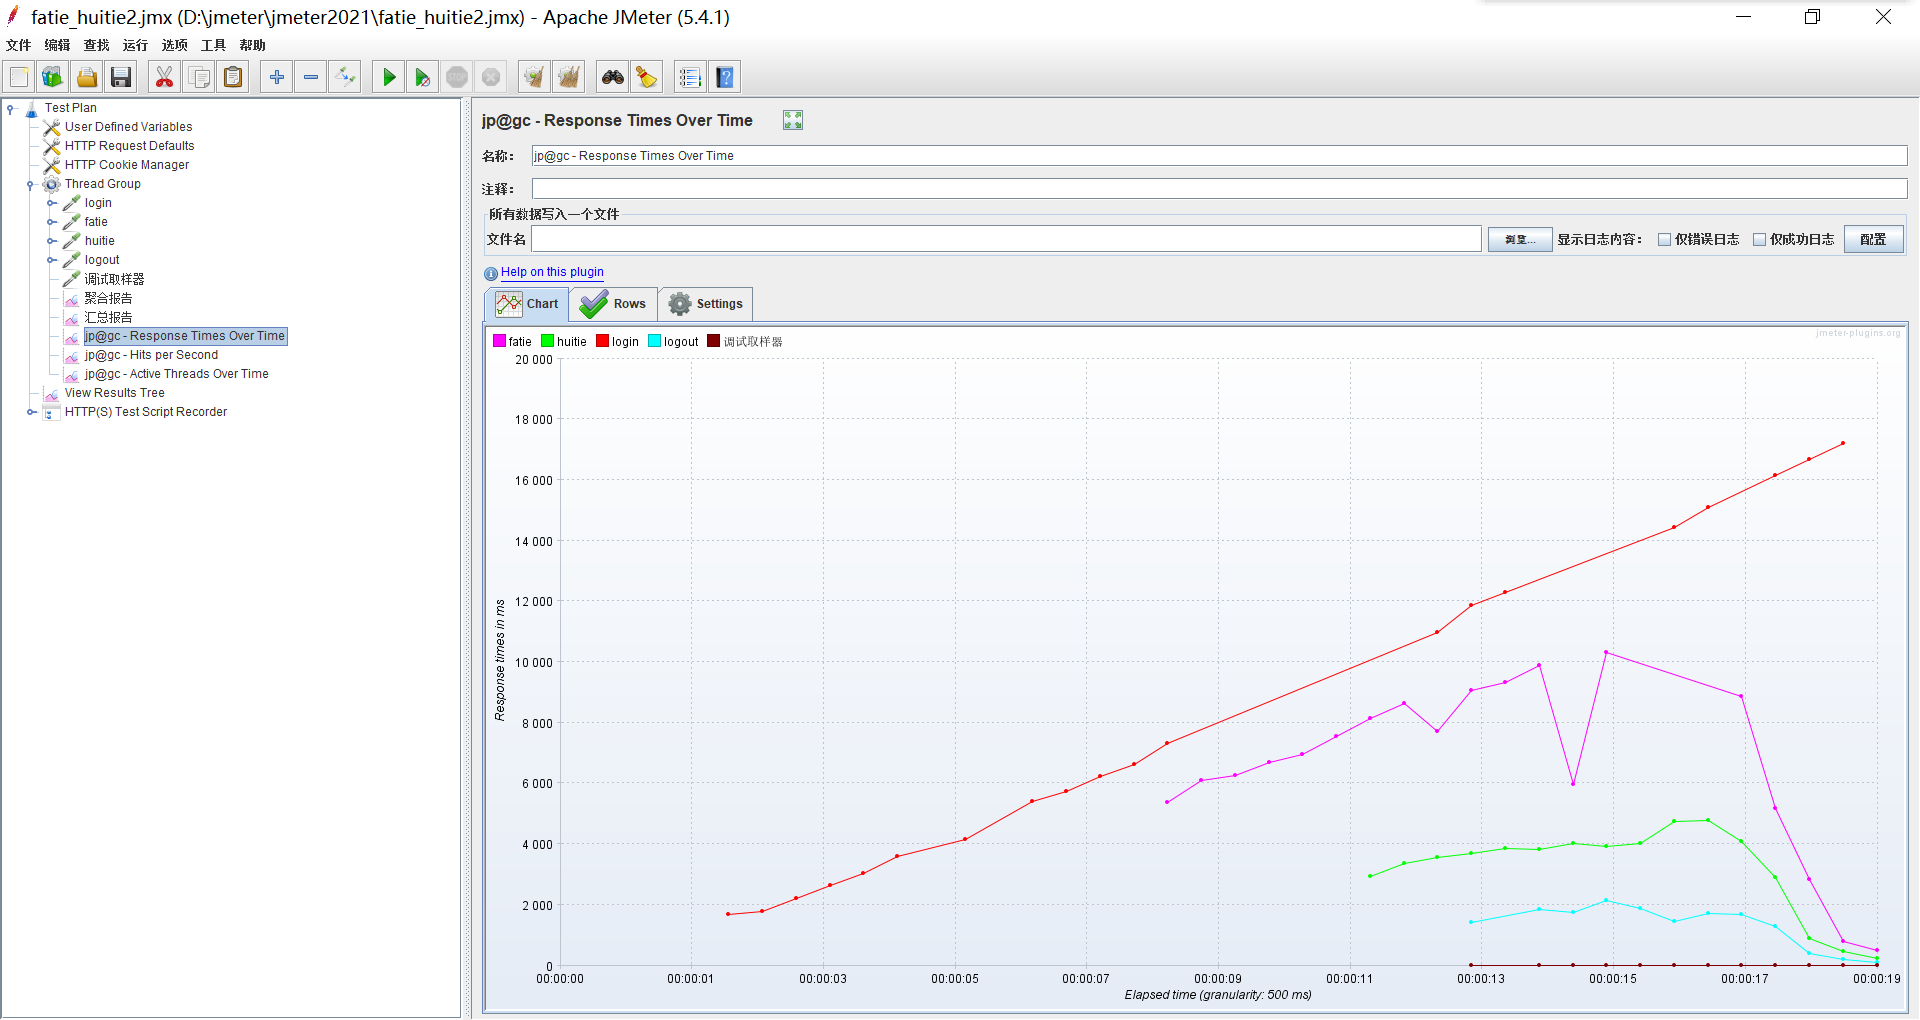 fatie_huitie2.jmx (D:\jmeter\jmeter2021\fatie_huitie2.jmx) - Apache JMeter (5.4.1)
文件 编辑 查找 运行 选项 工具 帮助
STOP
Test Plan
User Defined Variables
HTTP Request Defaults
HTTP Cookie Manager
Thread Group
login
fatie
huitie
logout
调试取样器
聚合报告
汇总报告
jp@gc - Response Times Over Time
jp@gc - Hits per Second
jp@gc - Active Threads Over Time
View Results Tree
HTTP(S) Test Script Recorder
jp@gc - Response Times Over Time
名称： jp@gc - Response Times Over Time
注释：
所有数据写入一个文件
文件名 浏览... 显示日志内容： 仅错误日志 仅成功日志 配置
Help on this plugin
Chart Rows Settings
fatie huitie login logout 调试取样器
jmeter-plugins.org
20 000
18 000
16 000
14 000
12 000
10 000
8 000
6 000
4 000
2 000
0
Response times in ms
00:00:00 00:00:01 00:00:03 00:00:05 00:00:07 00:00:09 00:00:11 00:00:13 00:00:15 00:00:17 00:00:19
Elapsed time (granularity: 500 ms)